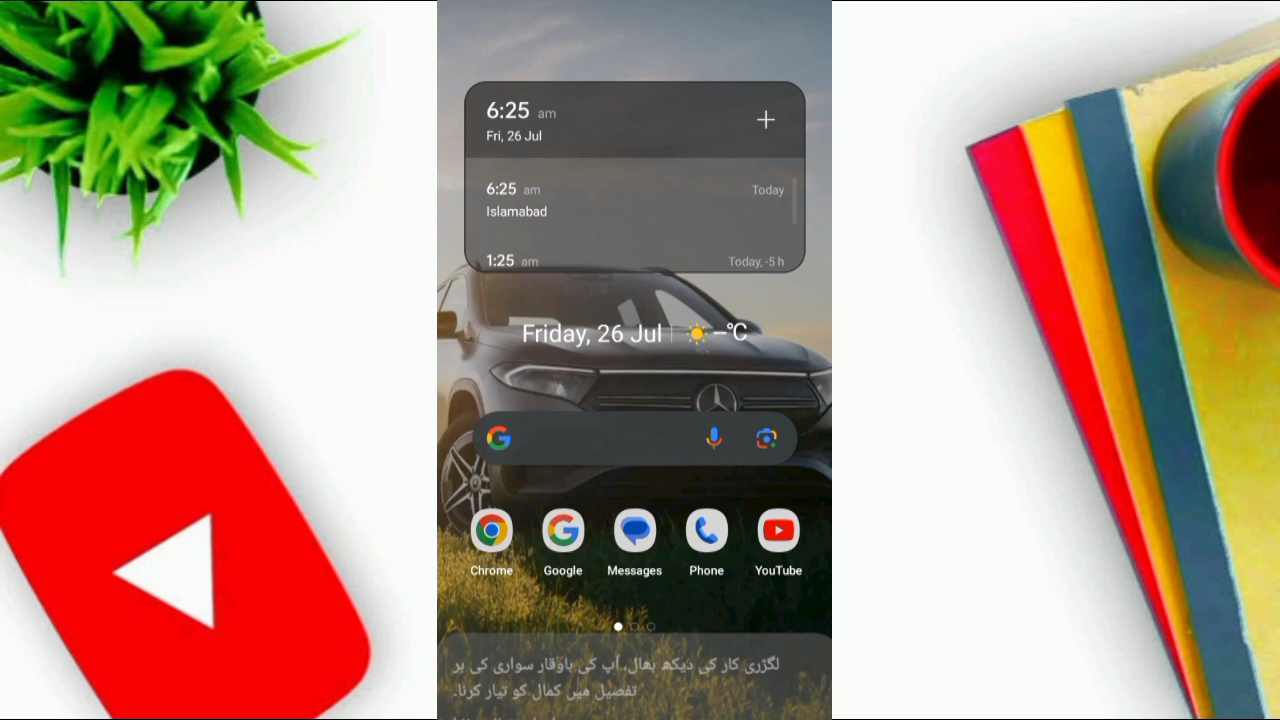 6:25 am
Fri, 26 Jul
6:25 am
Today
Islamabad
1:25 am
Today, -5 h
Friday, 26 Jul
--°C
Chrome
Google
Messages
Phone
YouTube
لگژری کار کی دیکھ بھال، آپ کی باوقار سواری کی ہر
تفصیل میں کمال کو تیار کرنا۔